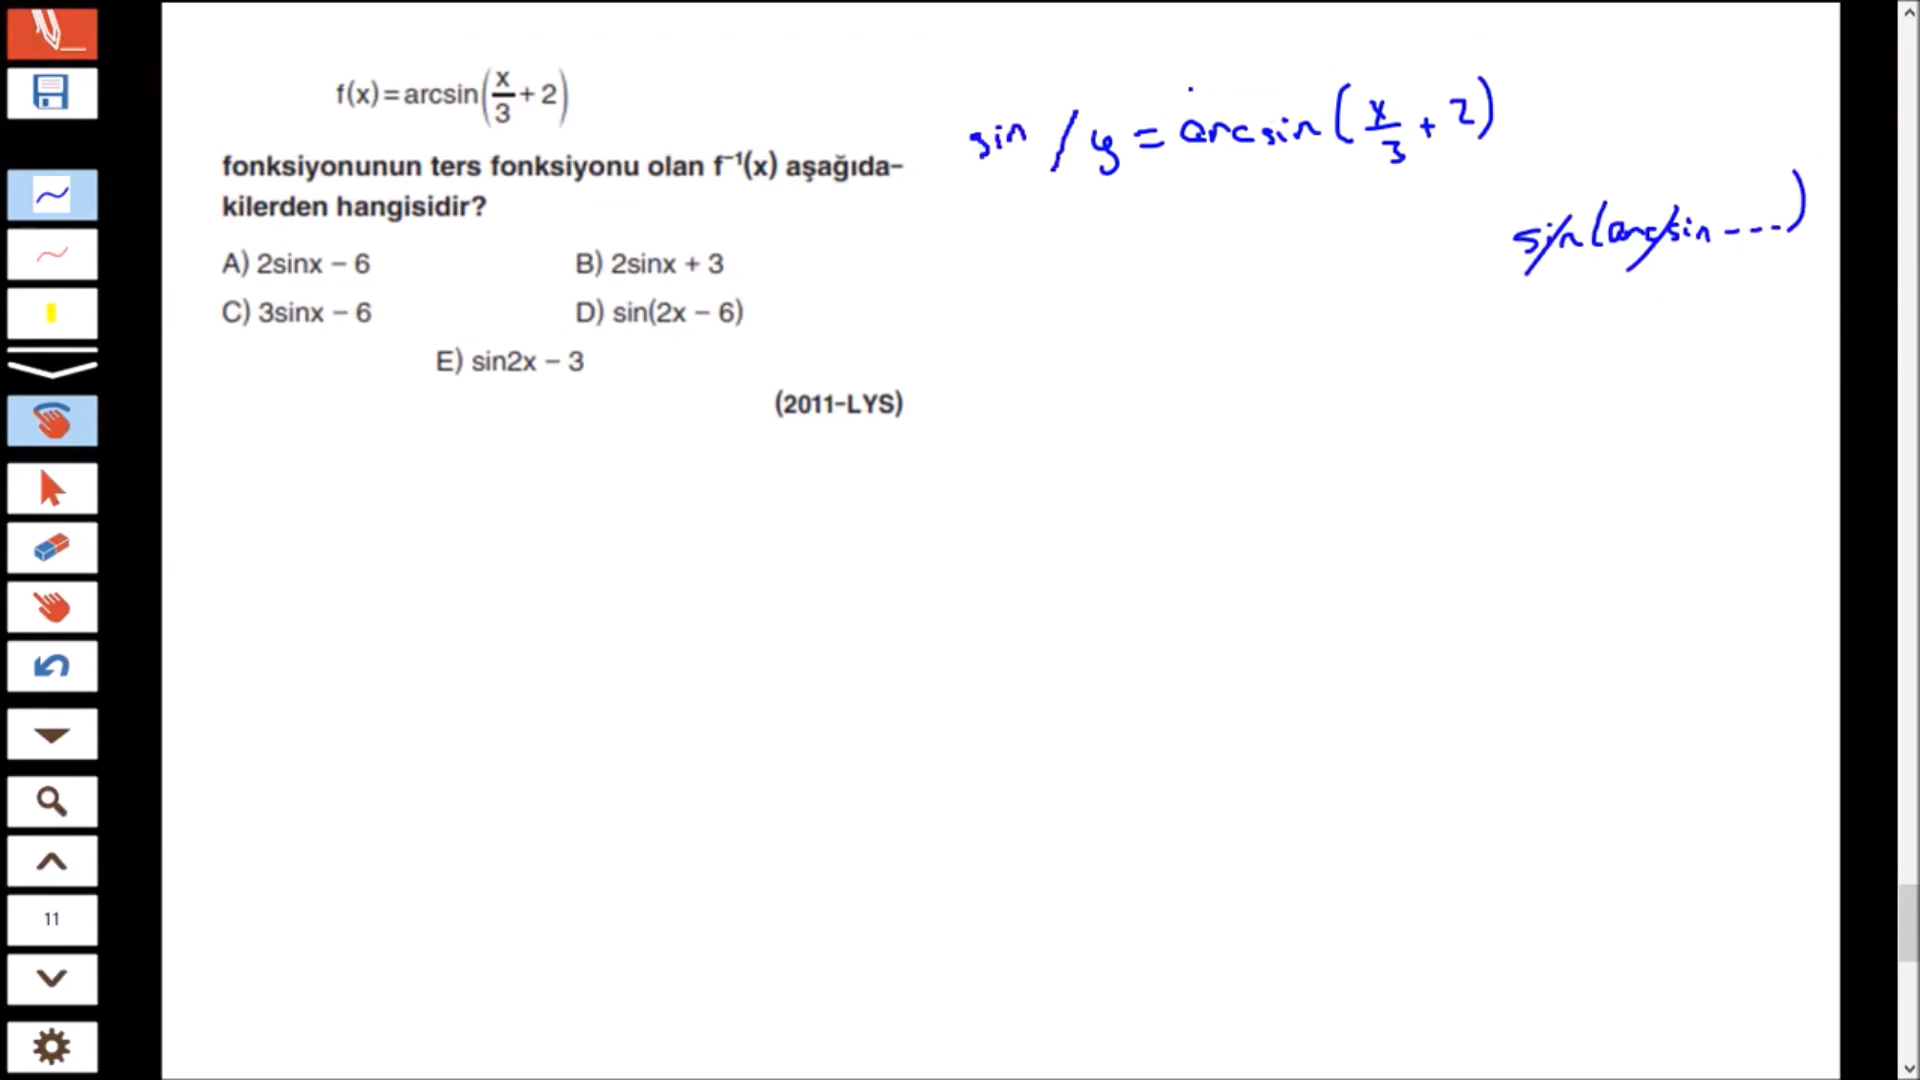 f(x)=arcsin(x/3+2)
fonksiyonunun ters fonksiyonu olan f⁻¹(x) aşağıda-
kilerden hangisidir?
A) 2sinx – 6 B) 2sinx + 3
C) 3sinx – 6 D) sin(2x – 6)
E) sin2x – 3
(2011-LYS)
sin / y = arcsin(x/3 + 2)
sin(arcsin ----)
11